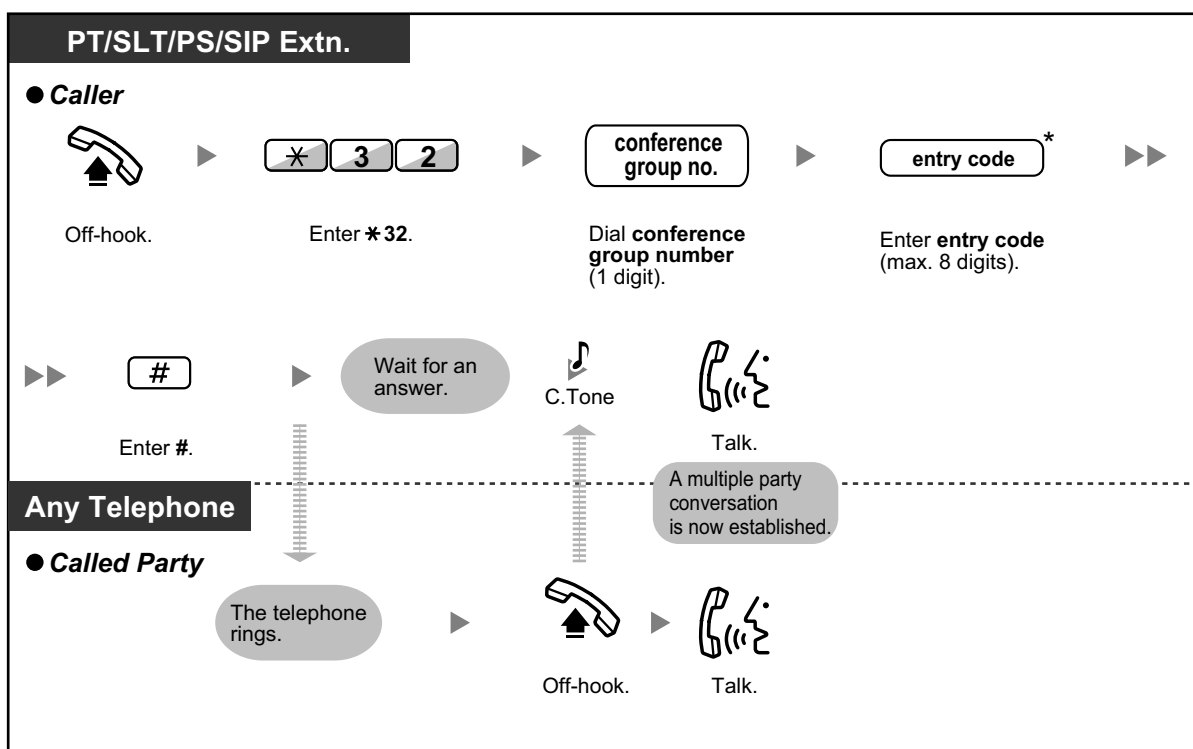 PT/SLT/PS/SIP Extn.
● Caller
✳ 3 2
conference
group no.
entry code *
Off-hook.
Enter ✳32.
Dial conference
group number
(1 digit).
Enter entry code
(max. 8 digits).
#
Wait for an
answer.
C.Tone
Enter #.
Talk.
A multiple party
conversation
is now established.
Any Telephone
● Called Party
The telephone
rings.
Off-hook.
Talk.